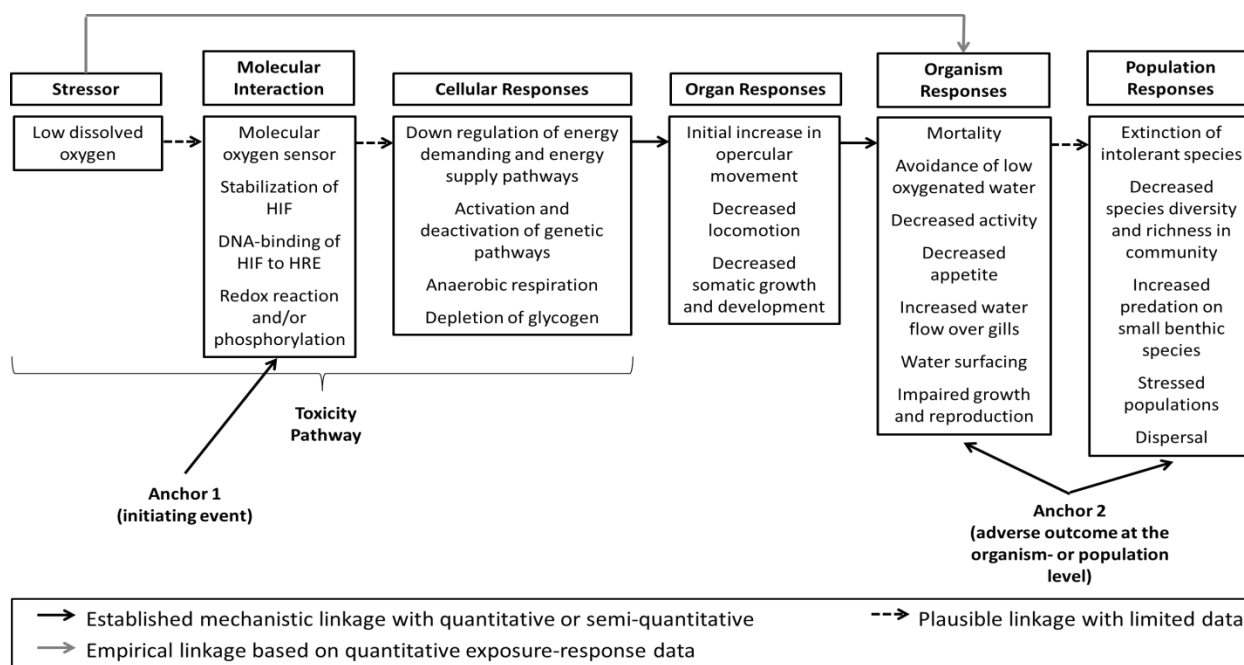 Stressor
Low dissolved
oxygen
Molecular
Interaction
Molecular
oxygen sensor
Stabilization of
HIF
DNA-binding of
HIF to HRE
Redox reaction
and/or
phosphorylation
Cellular Responses
Down regulation of energy
demanding and energy
supply pathways
Activation and
deactivation of genetic
pathways
Anaerobic respiration
Depletion of glycogen
Organ Responses
Initial increase in
opercular
movement
Decreased
locomotion
Decreased
somatic growth
and development
Organism
Responses
Mortality
Avoidance of low
oxygenated water
Decreased activity
Decreased
appetite
Increased water
flow over gills
Water surfacing
Impaired growth
and reproduction
Population
Responses
Extinction of
intolerant species
Decreased
species diversity
and richness in
community
Increased
predation on
small benthic
species
Stressed
populations
Dispersal
Toxicity
Pathway
Anchor 1
(initiating event)
Anchor 2
(adverse outcome at the
organism- or population
level)
Established mechanistic linkage with quantitative or semi-quantitative
Plausible linkage with limited data
Empirical linkage based on quantitative exposure-response data